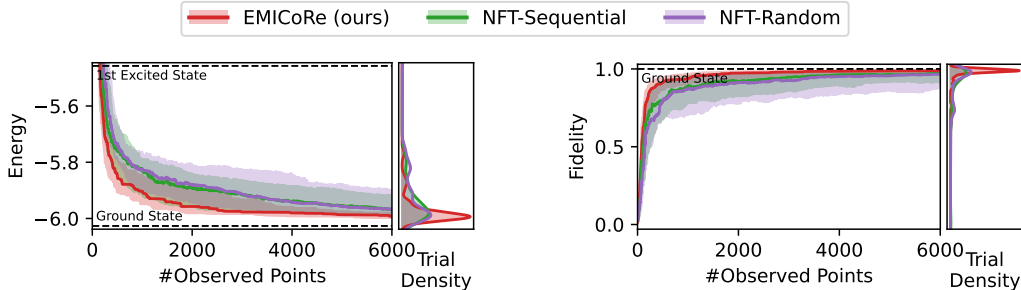 EMICoRe (ours) NFT-Sequential NFT-Random
1st Excited State
−5.6
−5.8
−6.0
Energy
Ground State
0 2000 4000 6000
#Observed Points
Trial
Density
1.0
0.5
0.0
Fidelity
Ground State
0 2000 4000 6000
#Observed Points
Trial
Density